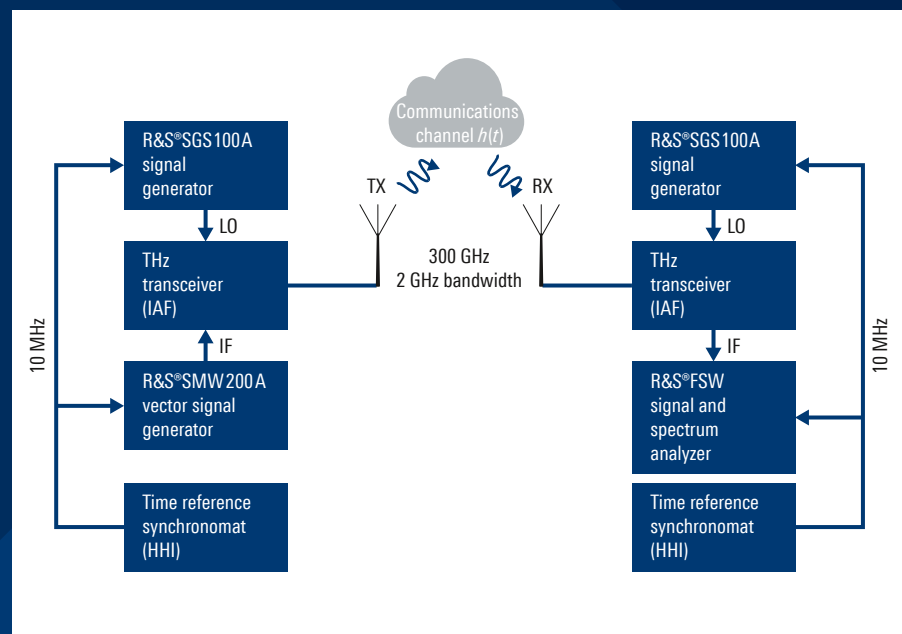 Communications
channel h(t)
R&S®SGS100A
signal
generator
LO
THz
transceiver
(IAF)
IF
R&S®SMW200A
vector signal
generator
Time reference
synchronomat
(HHI)
10 MHz
TX
RX
300 GHz
2 GHz bandwidth
R&S®SGS100A
signal
generator
LO
THz
transceiver
(IAF)
IF
R&S®FSW
signal and
spectrum
analyzer
Time reference
synchronomat
(HHI)
10 MHz